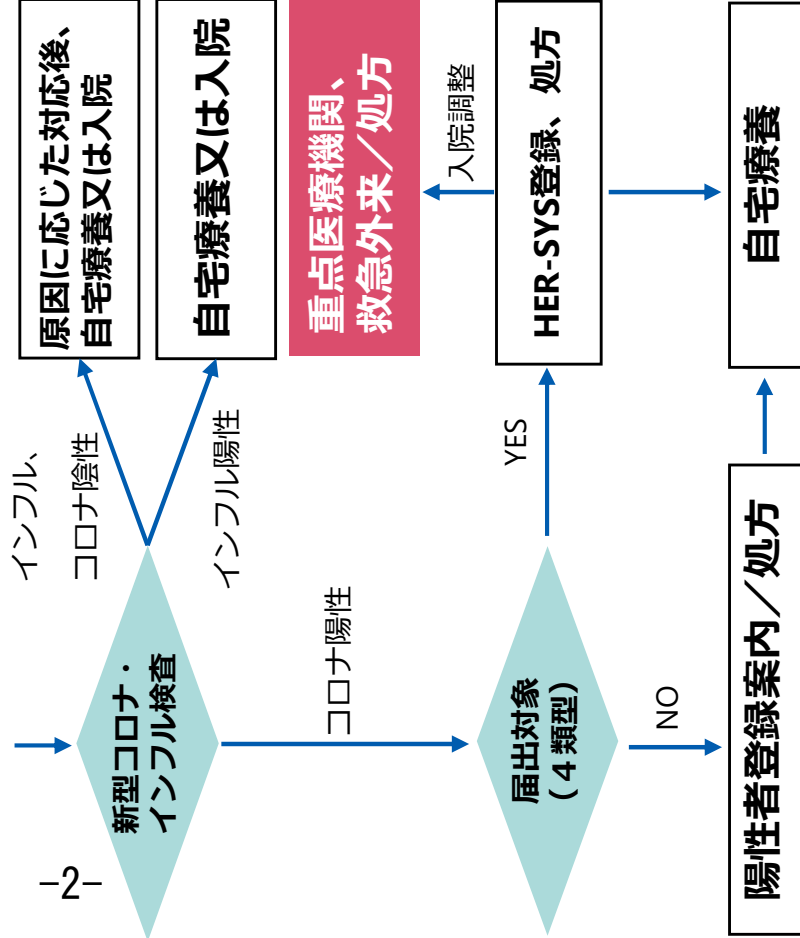 新型コロナ・
インフル検査
インフル、
コロナ陰性
原因に応じた対応後、
自宅療養又は入院
インフル陽性
自宅療養又は入院
コロナ陽性
届出対象
（４類型）
YES
HER-SYS登録、処方
入院調整
重点医療機関、
救急外来／処方
NO
陽性者登録案内／処方
自宅療養
−2−